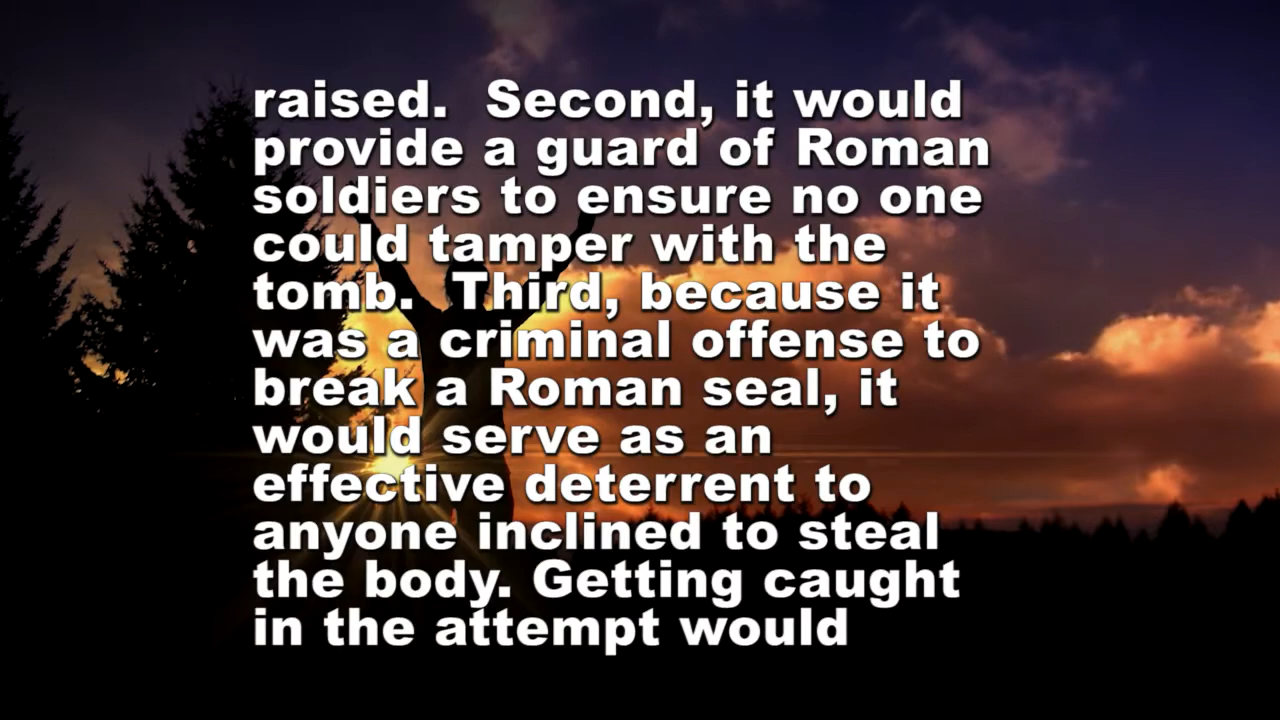 raised.  Second, it would
provide a guard of Roman
soldiers to ensure no one
could tamper with the
tomb.  Third, because it
was a criminal offense to
break a Roman seal, it
would serve as an
effective deterrent to
anyone inclined to steal
the body. Getting caught
in the attempt would